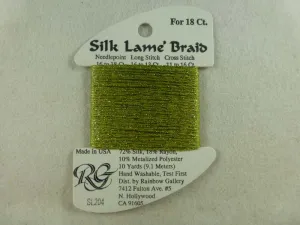 For 18 Ct.
Silk Lame' Braid
Needlepoint Long Stitch Cross Stitch
Made in USA
72% Silk, 18% Rayon,
10% Metalized Polyester
10 Yards (9.1 Meters)
Hand Washable, Test First
Dist. by Rainbow Gallery
7412 Fulton Ave. #5
N. Hollywood
CA 91605
RG
SL204